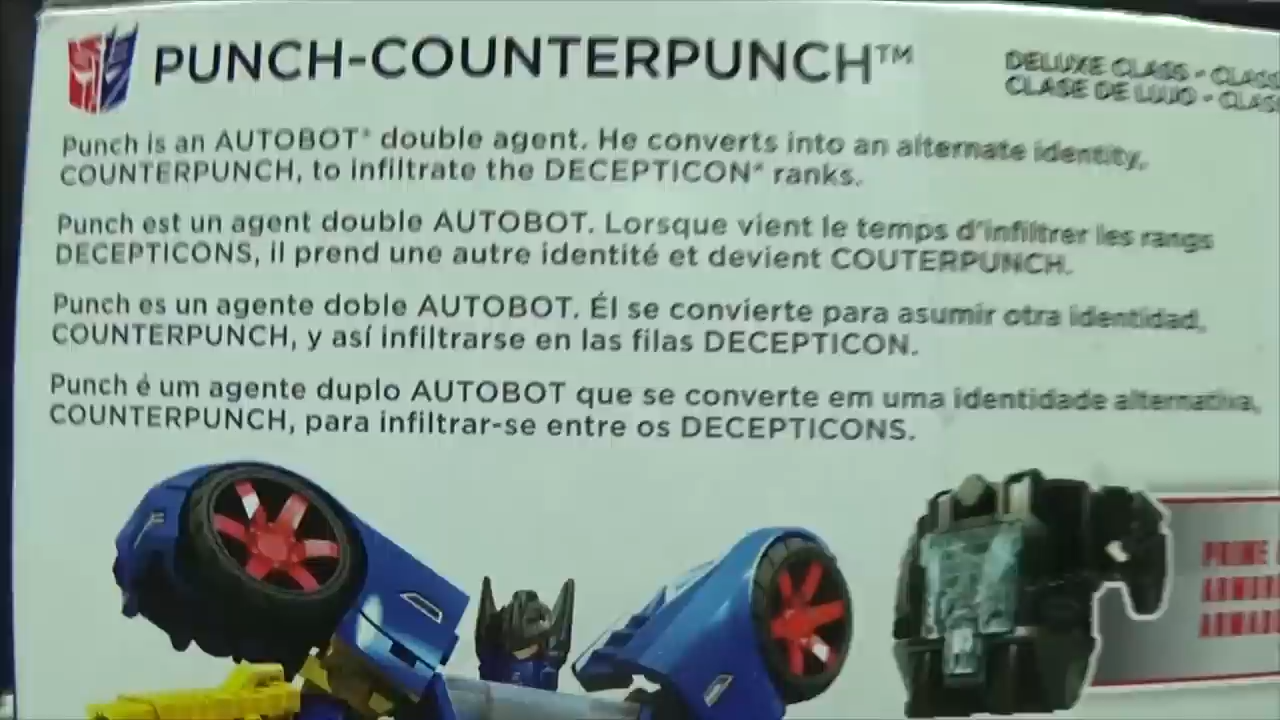 PUNCH-COUNTERPUNCH™
DELUXE CLASS • CLASS
CLASE DE LUJO • CLAS
Punch is an AUTOBOT® double agent. He converts into an alternate identity,
COUNTERPUNCH, to infiltrate the DECEPTICON® ranks.
Punch est un agent double AUTOBOT. Lorsque vient le temps d'infiltrer les rangs
DECEPTICONS, il prend une autre identité et devient COUTERPUNCH.
Punch es un agente doble AUTOBOT. Él se convierte para asumir otra identidad,
COUNTERPUNCH, y así infiltrarse en las filas DECEPTICON.
Punch é um agente duplo AUTOBOT que se converte em uma identidade alternativa,
COUNTERPUNCH, para infiltrar-se entre os DECEPTICONS.
PRIME